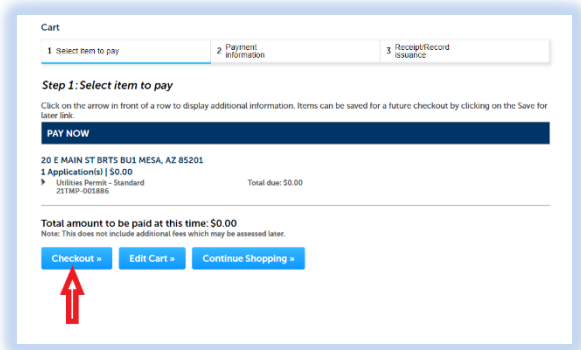 Cart
1 Select item to pay
2 Payment information
3 Receipt/Record issuance
Step 1: Select item to pay
Click on the arrow in front of a row to display additional information. Items can be saved for a future checkout by clicking on the Save for
later link.
PAY NOW
20 E MAIN ST BRTS BU1 MESA, AZ 85201
1 Application(s) | $0.00
Utilities Permit - Standard Total due: $0.00
21TMP-001886
Total amount to be paid at this time: $0.00
Note: This does not include additional fees which may be assessed later.
Checkout » Edit Cart » Continue Shopping »